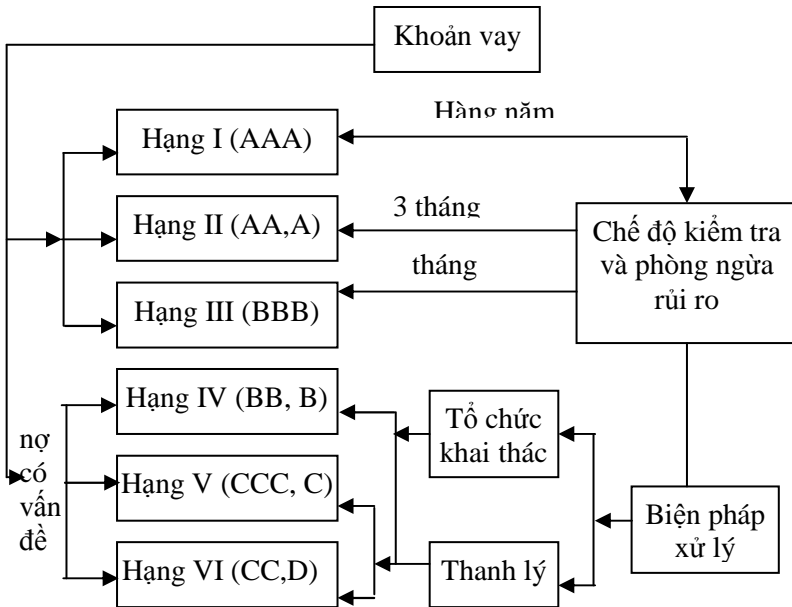 Khoản vay
Hàng năm
Hạng I (AAA)
3 tháng
Hạng II (AA,A)
Chế độ kiểm tra
và phòng ngừa
rủi ro
tháng
Hạng III (BBB)
Hạng IV (BB, B)
Tổ chức
khai thác
nợ
có
vấn
đề
Hạng V (CCC, C)
Biện pháp
xử lý
Hạng VI (CC,D)
Thanh lý